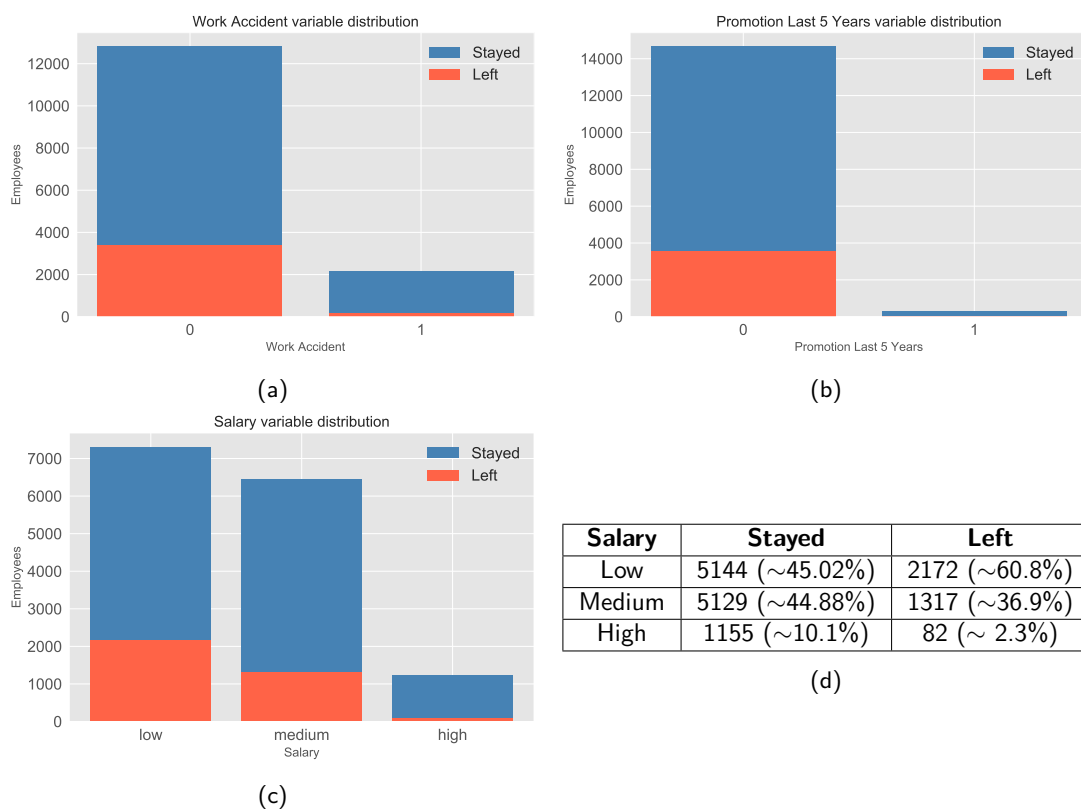 Work Accident variable distribution
Stayed
Left
12000
10000
8000
6000
4000
2000
0
Employees
0 1
Work Accident
(a)
Promotion Last 5 Years variable distribution
Stayed
Left
14000
12000
10000
8000
6000
4000
2000
0
Employees
0 1
Promotion Last 5 Years
(b)
Salary variable distribution
Stayed
Left
7000
6000
5000
4000
3000
2000
1000
0
Employees
low medium high
Salary
(c)
Salary Stayed Left
Low 5144 (∼45.02%) 2172 (∼60.8%)
Medium 5129 (∼44.88%) 1317 (∼36.9%)
High 1155 (∼10.1%) 82 (∼ 2.3%)
(d)